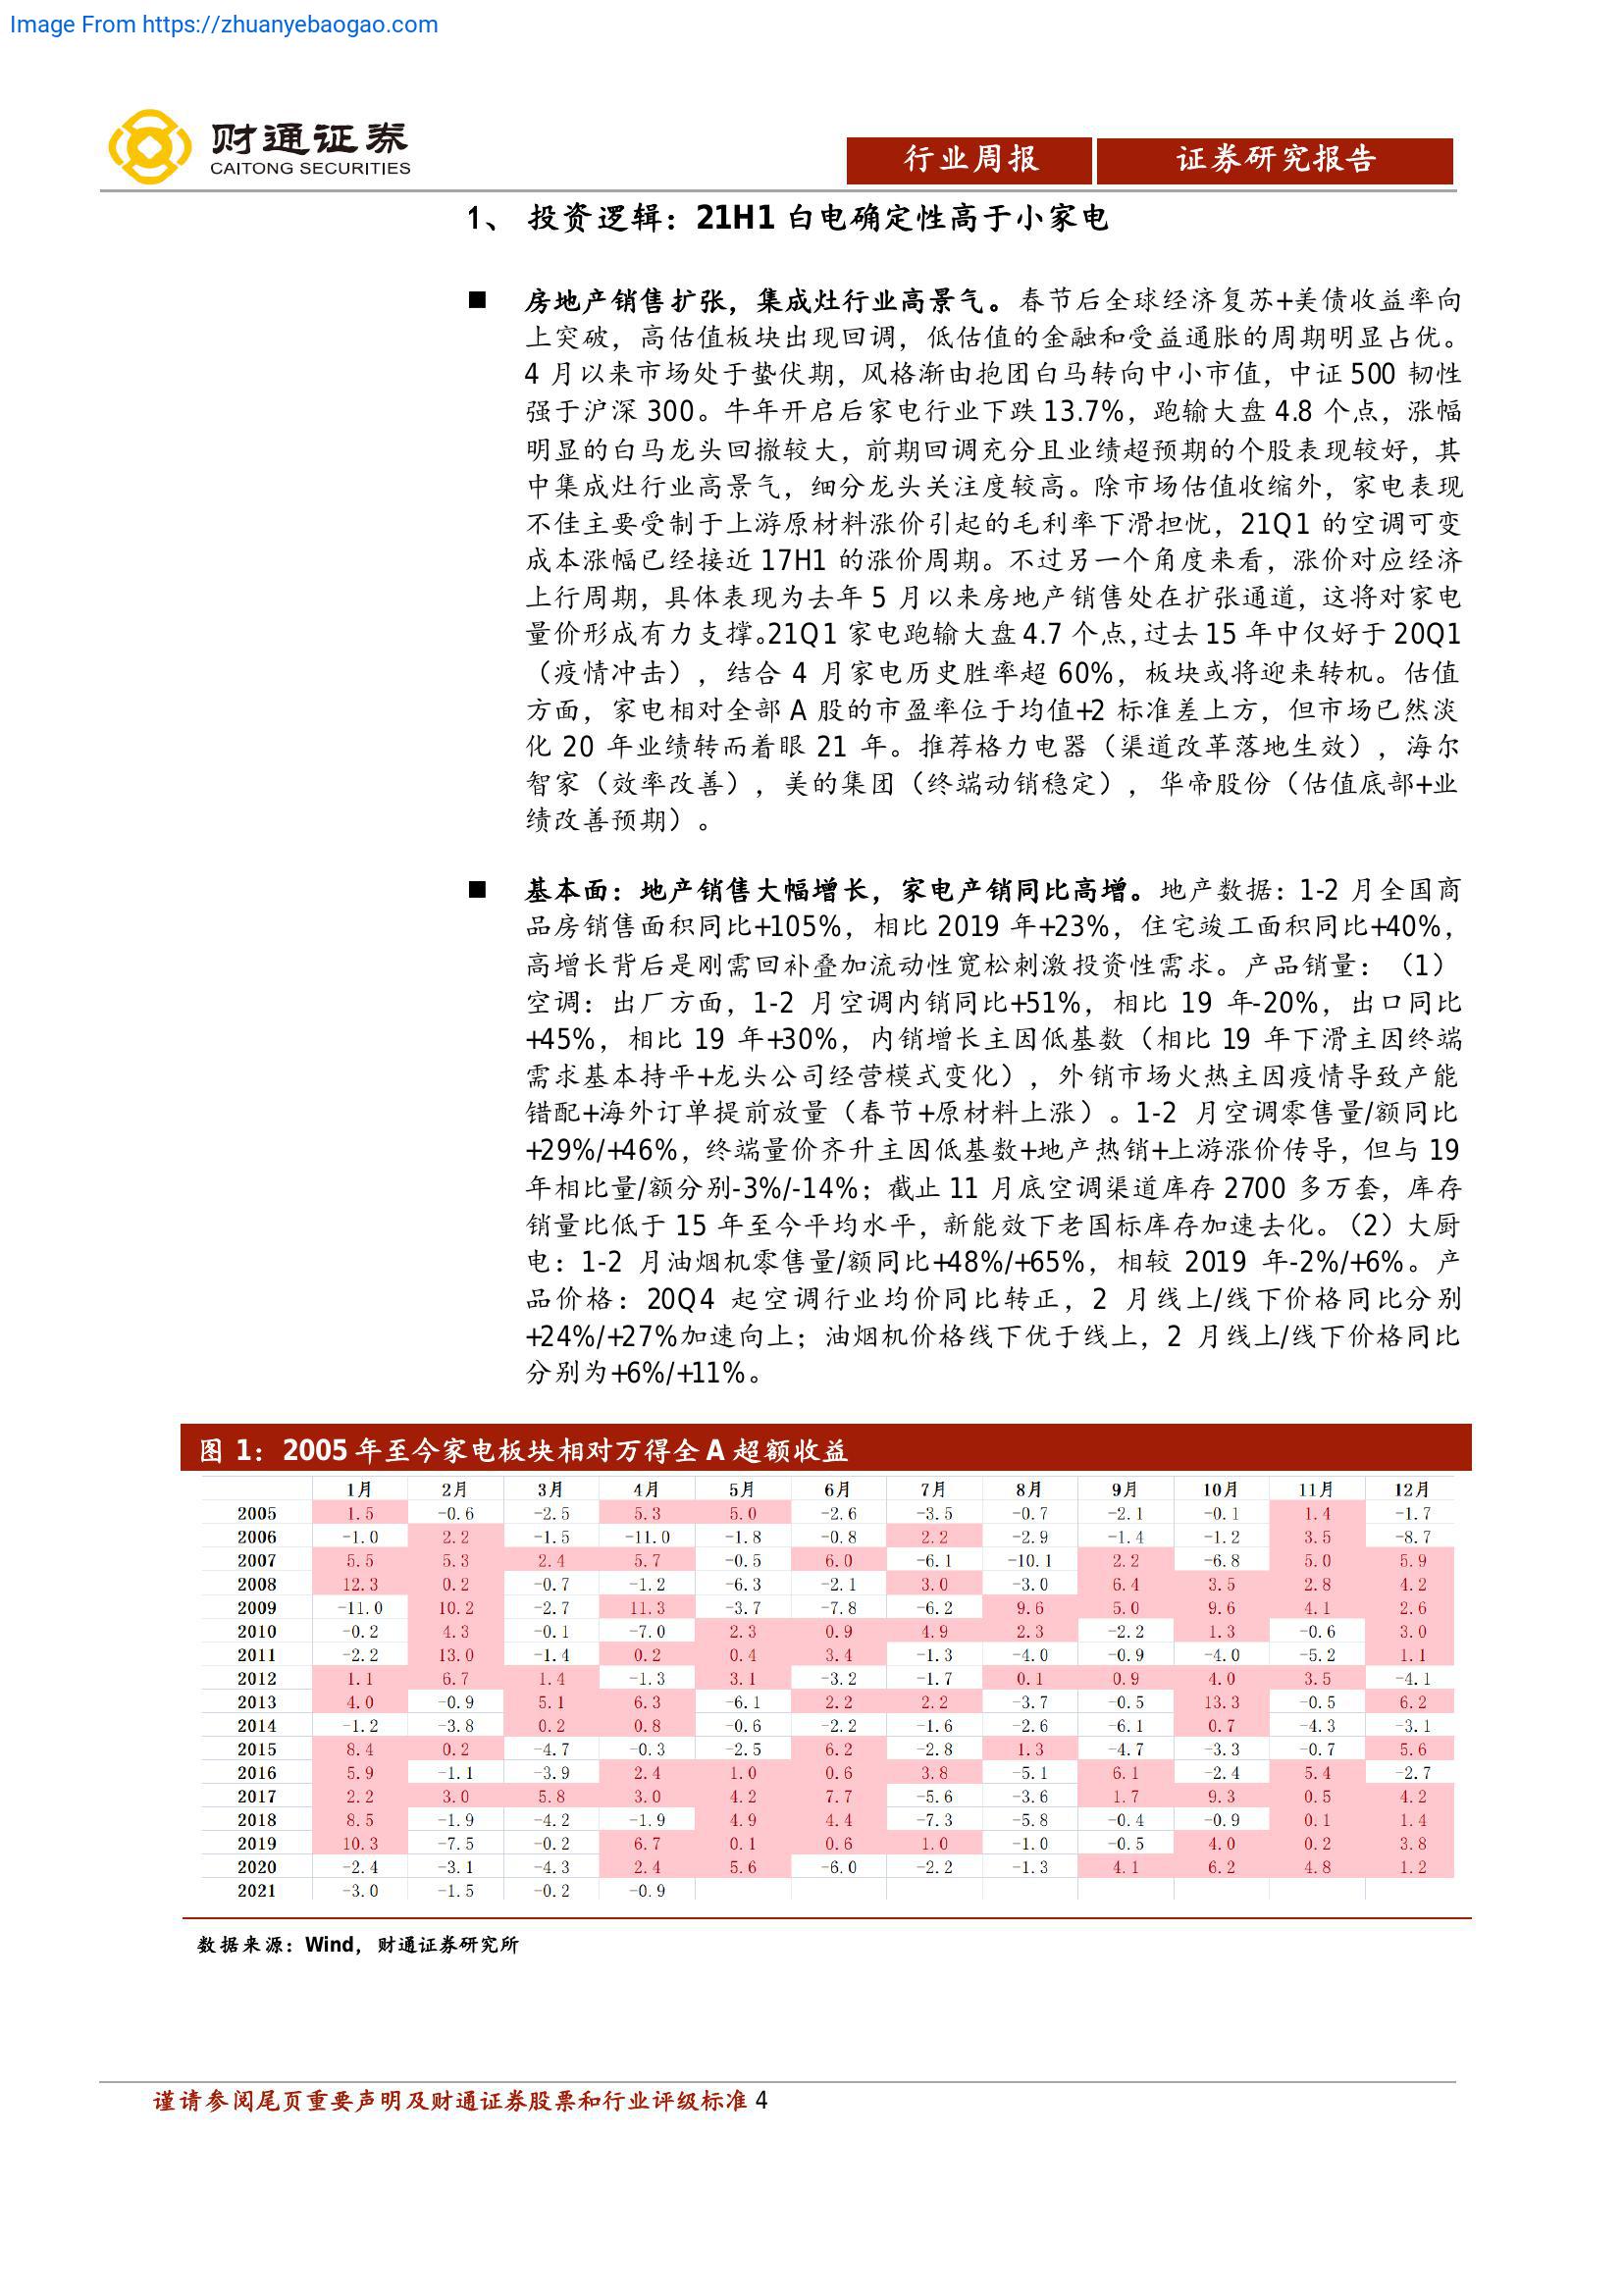 Image From https://zhuanyebaogao.com
财通证券
CAITONG SECURITIES
行业周报 证券研究报告
1、 投资逻辑：21H1 白电确定性高于小家电
■ 房地产销售扩张，集成灶行业高景气。春节后全球经济复苏+美债收益率向
上突破，高估值板块出现回调，低估值的金融和受益通胀的周期明显占优。
4 月以来市场处于蛰伏期，风格渐由抱团白马转向中小市值，中证 500 韧性
强于沪深 300。牛年开启后家电行业下跌 13.7%，跑输大盘 4.8 个点，涨幅
明显的白马龙头回撤较大，前期回调充分且业绩超预期的个股表现较好，其
中集成灶行业高景气，细分龙头关注度较高。除市场估值收缩外，家电表现
不佳主要受制于上游原材料涨价引起的毛利率下滑担忧，21Q1 的空调可变
成本涨幅已经接近 17H1 的涨价周期。不过另一个角度来看，涨价对应经济
上行周期，具体表现为去年 5 月以来房地产销售处在扩张通道，这将对家电
量价形成有力支撑。21Q1 家电跑输大盘 4.7 个点，过去 15 年中仅好于 20Q1
（疫情冲击），结合 4 月家电历史胜率超 60%，板块或将迎来转机。估值
方面，家电相对全部 A 股的市盈率位于均值+2 标准差上方，但市场已然淡
化 20 年业绩转而着眼 21 年。推荐格力电器（渠道改革落地生效），海尔
智家（效率改善），美的集团（终端动销稳定），华帝股份（估值底部+业
绩改善预期）。
■ 基本面：地产销售大幅增长，家电产销同比高增。地产数据：1-2 月全国商
品房销售面积同比+105%，相比 2019 年+23%，住宅竣工面积同比+40%，
高增长背后是刚需回补叠加流动性宽松刺激投资性需求。产品销量：（1）
空调：出厂方面，1-2 月空调内销同比+51%，相比 19 年-20%，出口同比
+45%，相比 19 年+30%，内销增长主因低基数（相比 19 年下滑主因终端
需求基本持平+龙头公司经营模式变化），外销市场火热主因疫情导致产能
错配+海外订单提前放量（春节+原材料上涨）。1-2 月空调零售量/额同比
+29%/+46%，终端量价齐升主因低基数+地产热销+上游涨价传导，但与 19
年相比量/额分别-3%/-14%；截止 11 月底空调渠道库存 2700 多万套，库存
销量比低于 15 年至今平均水平，新能效下老国标库存加速去化。（2）大厨
电：1-2 月油烟机零售量/额同比+48%/+65%，相较 2019 年-2%/+6%。产
品价格：20Q4 起空调行业均价同比转正，2 月线上/线下价格同比分别
+24%/+27%加速向上；油烟机价格线下优于线上，2 月线上/线下价格同比
分别为+6%/+11%。
图 1：2005 年至今家电板块相对万得全 A 超额收益
1月 2月 3月 4月 5月 6月 7月 8月 9月 10月 11月 12月
2005 1.5 -0.6 -2.5 5.3 5.0 -2.6 -3.5 -0.7 -2.1 -0.1 1.4 -1.7
2006 -1.0 2.2 -1.5 -11.0 -1.8 -0.8 2.2 -2.9 -1.4 -1.2 3.5 -8.7
2007 5.5 5.3 2.4 5.7 -0.5 6.0 -6.1 -10.1 2.2 -6.8 5.0 5.9
2008 12.3 0.2 -0.7 -1.2 -6.3 -2.1 3.0 -3.0 6.4 3.5 2.8 4.2
2009 -11.0 10.2 -2.7 11.3 -3.7 -7.8 -6.2 9.6 5.0 9.6 4.1 2.6
2010 -0.2 4.3 -0.1 -7.0 2.3 0.9 4.9 2.3 -2.2 1.3 -0.6 3.0
2011 -2.2 13.0 -1.4 0.2 0.4 3.4 -1.3 -4.0 -0.9 -4.0 -5.2 1.1
2012 1.1 6.7 1.4 -1.3 3.1 -3.2 -1.7 0.1 0.9 4.0 3.5 -4.1
2013 4.0 -0.9 5.1 6.3 -6.1 2.2 2.2 -3.7 -0.5 13.3 -0.5 6.2
2014 -1.2 -3.8 0.2 0.8 -0.6 -2.2 -1.6 -2.6 -6.1 0.7 -4.3 -3.1
2015 8.4 0.2 -4.7 -0.3 -2.5 6.2 -2.8 1.3 -4.7 -3.3 -0.7 5.6
2016 5.9 -1.1 -3.9 2.4 1.0 0.6 3.8 -5.1 6.1 -2.4 5.4 -2.7
2017 2.2 3.0 5.8 3.0 4.2 7.7 -5.6 -3.6 1.7 9.3 0.5 4.2
2018 8.5 -1.9 -4.2 -1.9 4.9 4.4 -7.3 -5.8 -0.4 -0.9 0.1 1.4
2019 10.3 -7.5 -0.2 6.7 0.1 0.6 1.0 -1.0 -0.5 4.0 0.2 3.8
2020 -2.4 -3.1 -4.3 2.4 5.6 -6.0 -2.2 -1.3 4.1 6.2 4.8 1.2
2021 -3.0 -1.5 -0.2 -0.9
数据来源：Wind，财通证券研究所
谨请参阅尾页重要声明及财通证券股票和行业评级标准 4